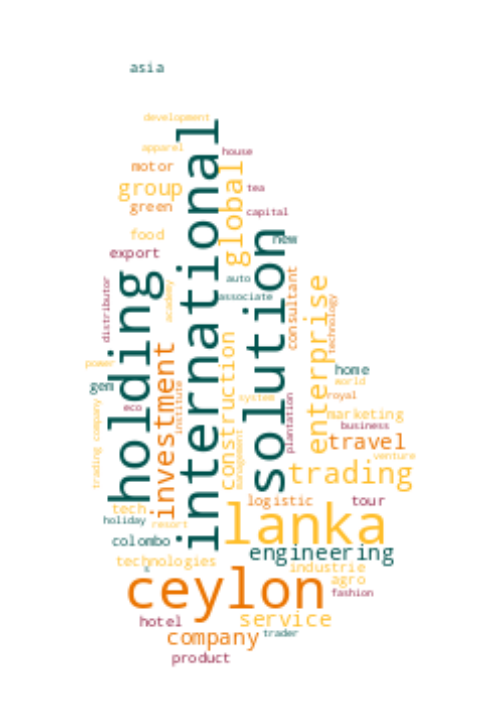 asia
development
international
apparel
house
motor
global
group
tea
green
capital
food
new
solution
export
holding
auto
consultant
distributor
academy
associate
enterprise
technology
construction
investment
power
home
gem
institute
world
system
royal
eco
plantation
trading company
marketing
business
management
travel
venture
trading
tech
logistic
tour
lanka
holiday
resort
colombo
engineering
technologies
industrie
ceylon
agro
fashion
hotel
service
company
trader
product